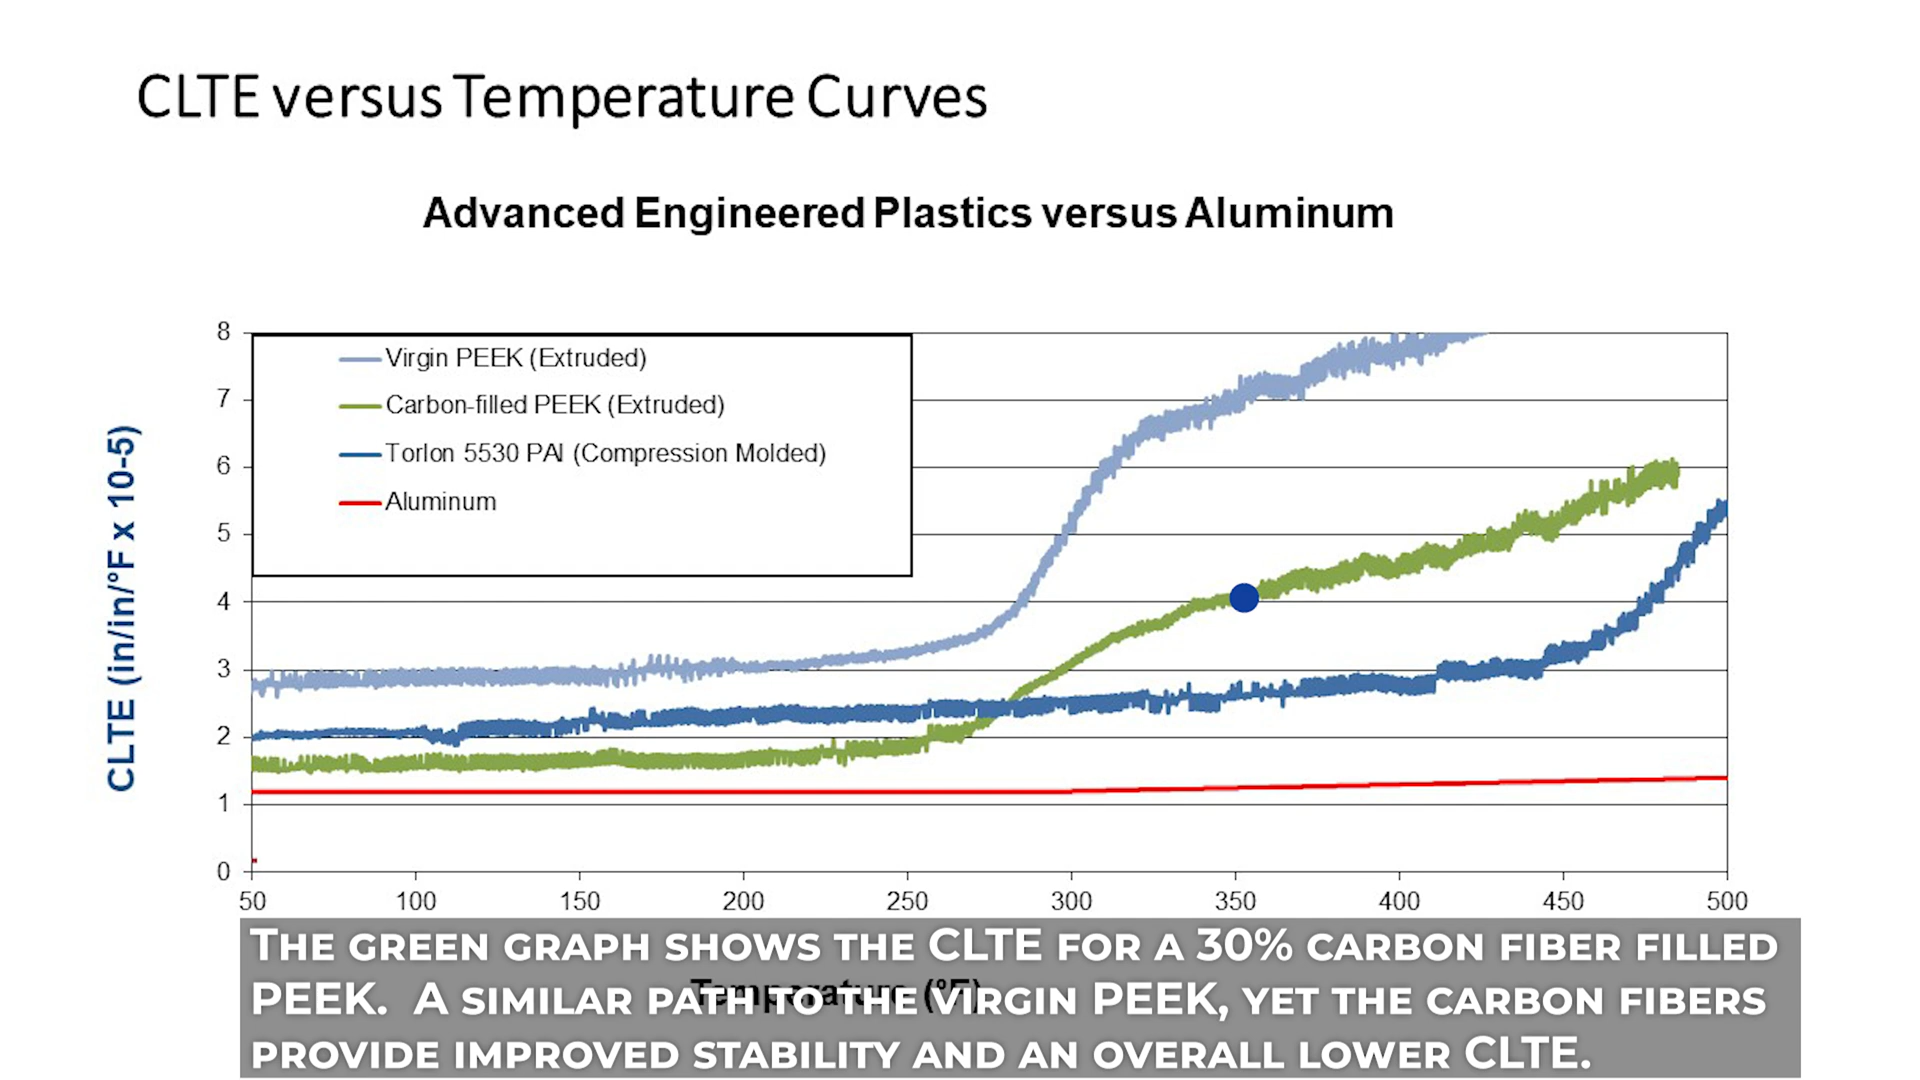 CLTE versus Temperature Curves
Advanced Engineered Plastics versus Aluminum
CLTE (in/in/°F x 10-5)
8
7
6
5
4
3
2
1
0
Virgin PEEK (Extruded)
Carbon-filled PEEK (Extruded)
Torlon 5530 PAI (Compression Molded)
Aluminum
50 100 150 200 250 300 350 400 450 500
Temperature (°F)
The green graph shows the CLTE for a 30% carbon fiber filled
PEEK. A similar path to the virgin PEEK, yet the carbon fibers
provide improved stability and an overall lower CLTE.